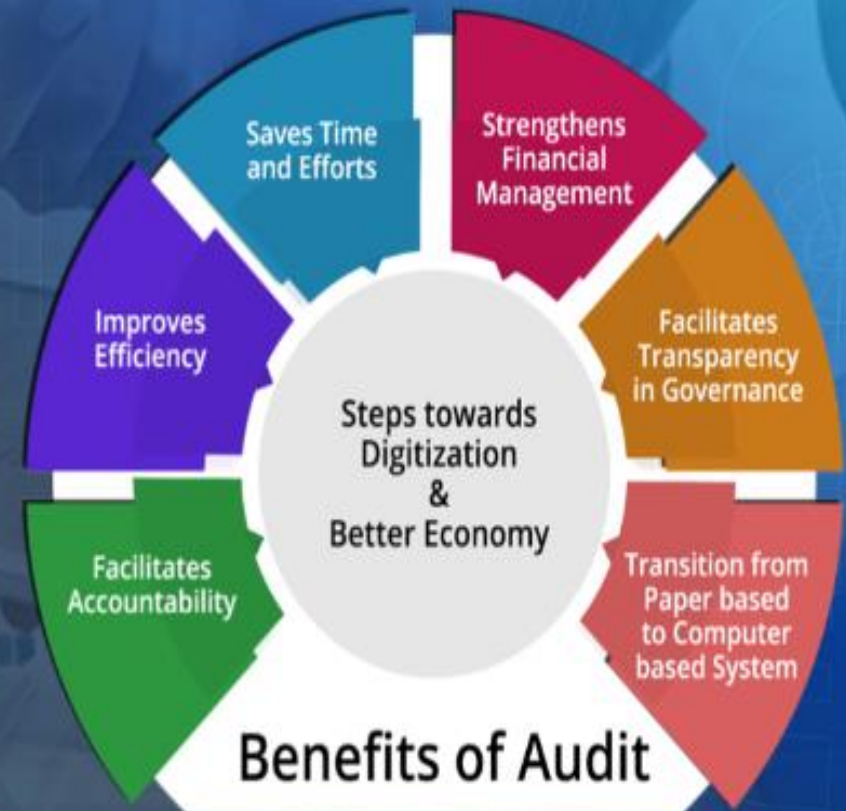 Saves Time
and Efforts
Strengthens
Financial
Management
Improves
Efficiency
Facilitates
Transparency
in Governance
Steps towards
Digitization
&
Better Economy
Facilitates
Accountability
Transition from
Paper based
to Computer
based System
Benefits of Audit